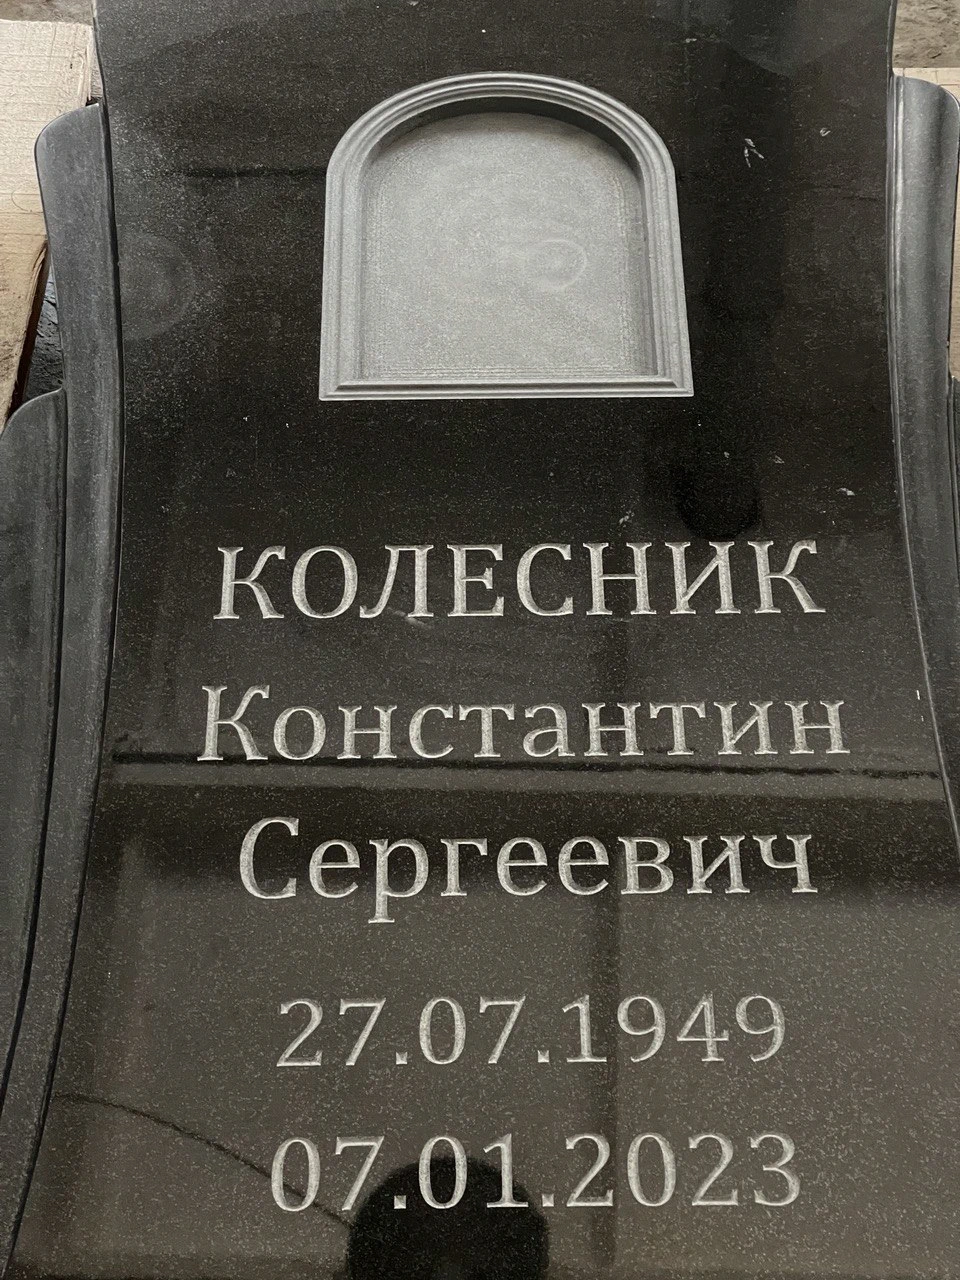 КОЛЕСНИК
Константин
Сергеевич
27.07.1949
07.01.2023